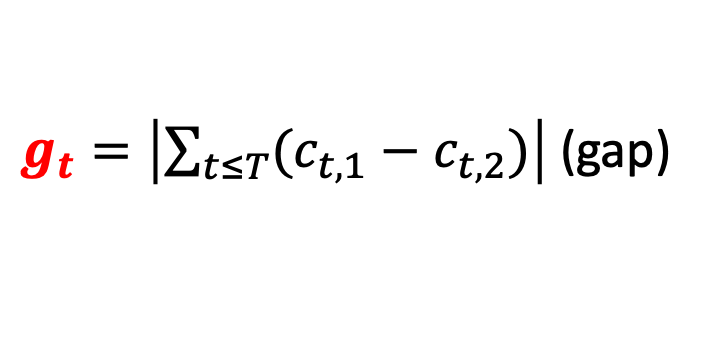 g_t = |∑_{t≤T}(c_{t,1} − c_{t,2})| (gap)